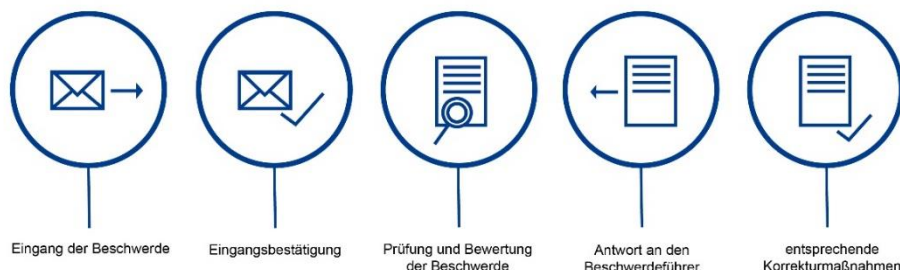 Eingang der Beschwerde
Eingangsbestätigung
Prüfung und Bewertung
der Beschwerde
Antwort an den
Beschwerdeführer
entsprechende
Korrekturmaßnahmen